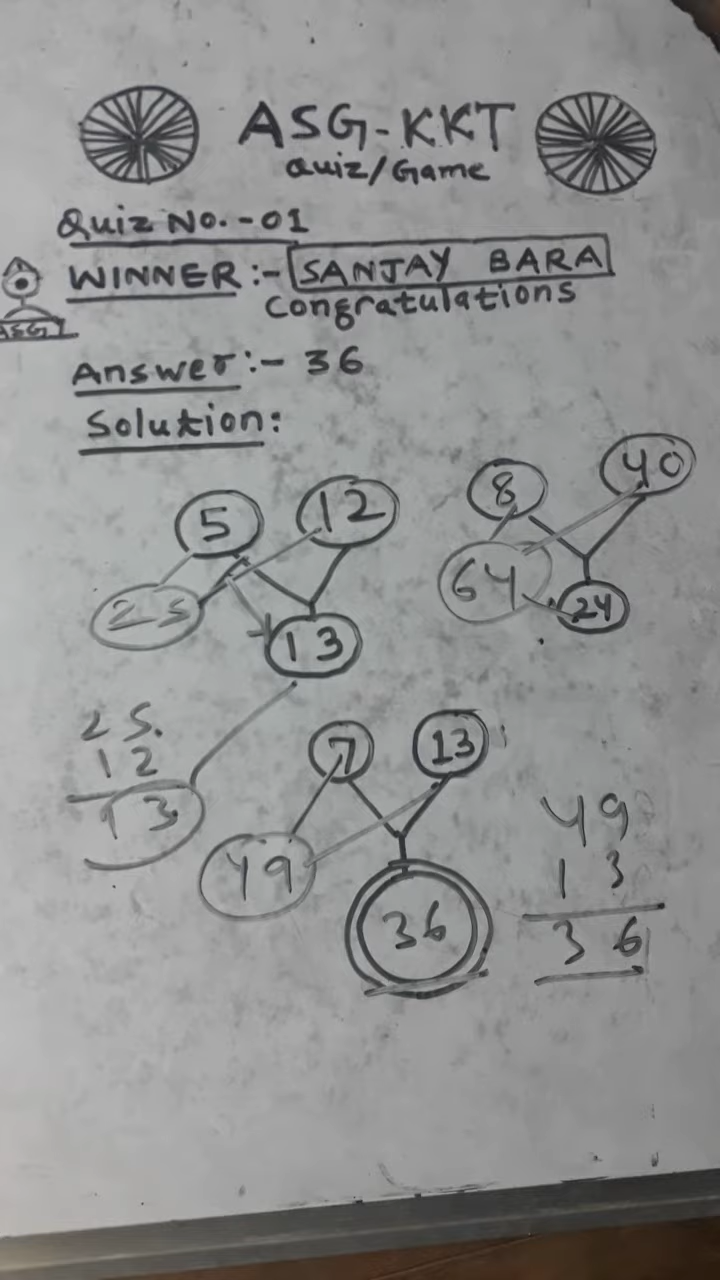 ASG-KKT
Quiz/Game
Quiz No.-01
WINNER:- SANJAY BARA
Congratulations
ASG
Answer:- 36
Solution:
5 12
25
13
8 40
64
24
25.
12
13
7 13
49
36
49
13
36